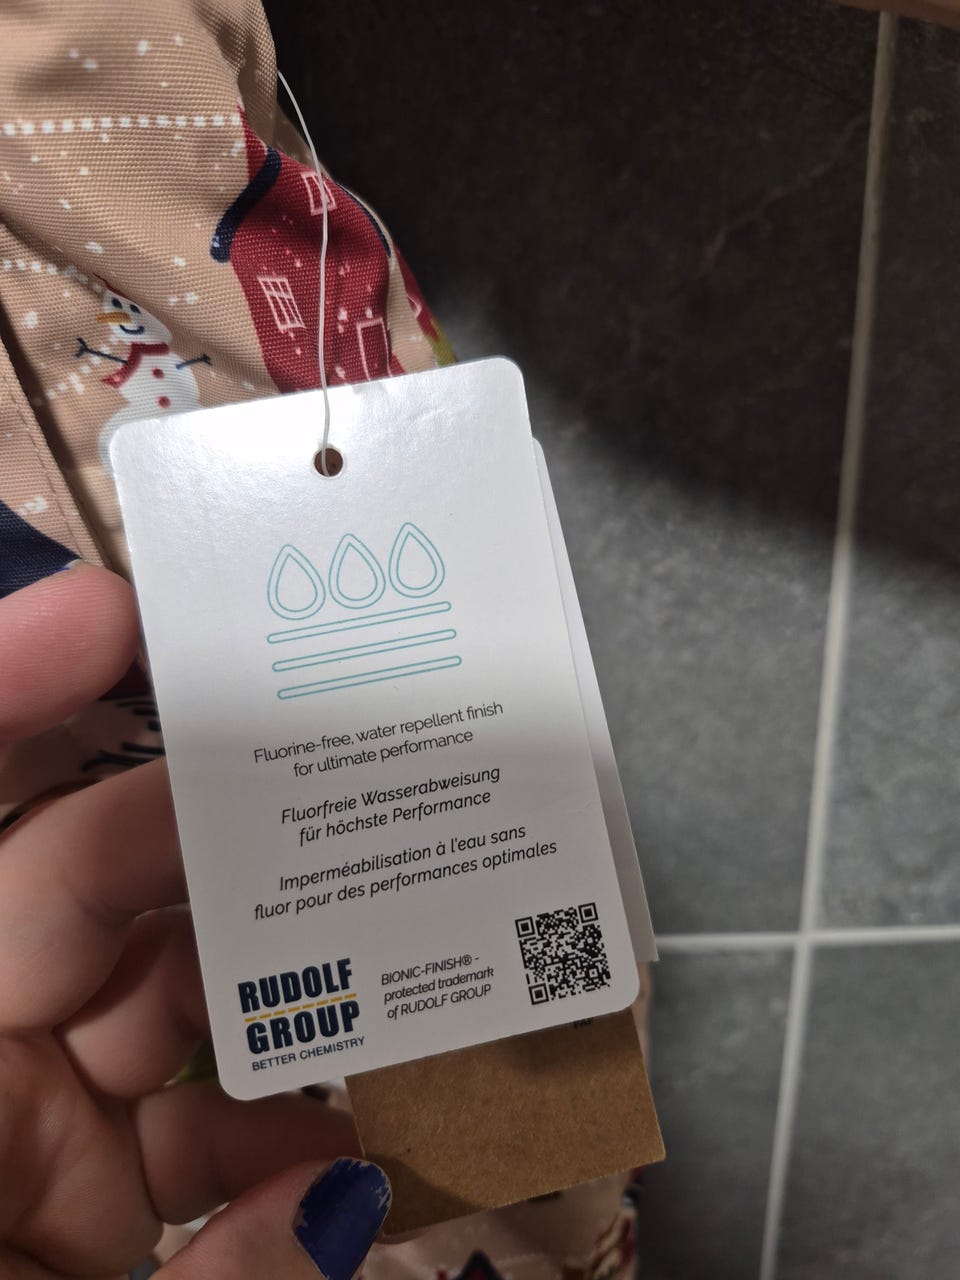 Fluorine-free, water repellent finish
for ultimate performance
Fluorfreie Wasserabweisung
für höchste Performance
Imperméabilisation à l'eau sans
fluor pour des performances optimales
RUDOLF
GROUP
BETTER CHEMISTRY
BIONIC-FINISH® -
protected trademark
of RUDOLF GROUP
PAP